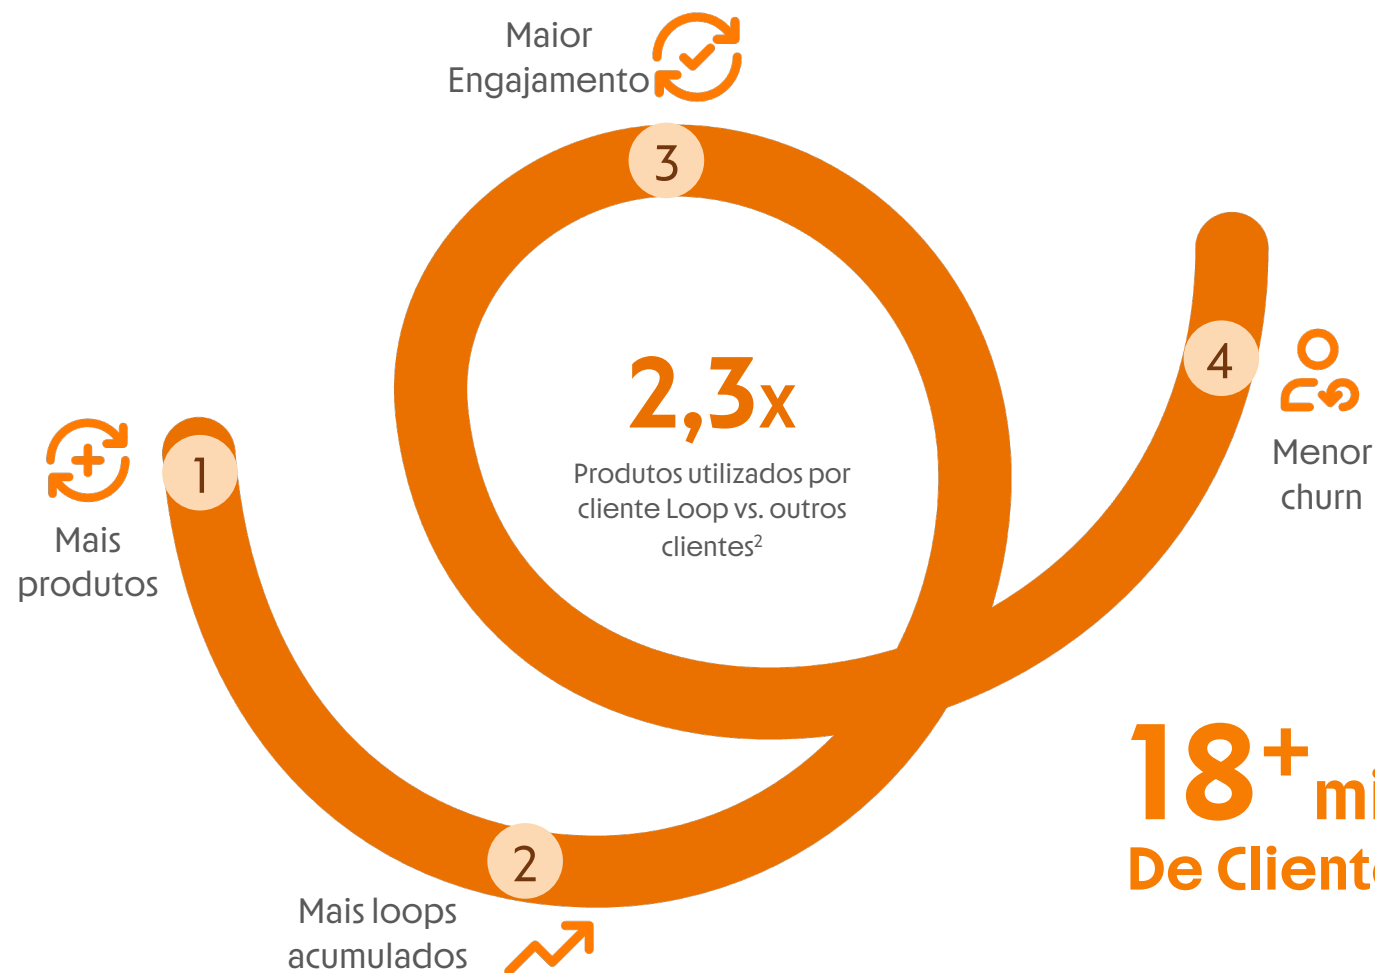 Maior
Engajamento
3
4
2,3x
Produtos utilizados por
cliente Loop vs. outros
clientes²
1
Mais
produtos
Menor
churn
18+
De
2
Mais loops
acumulados